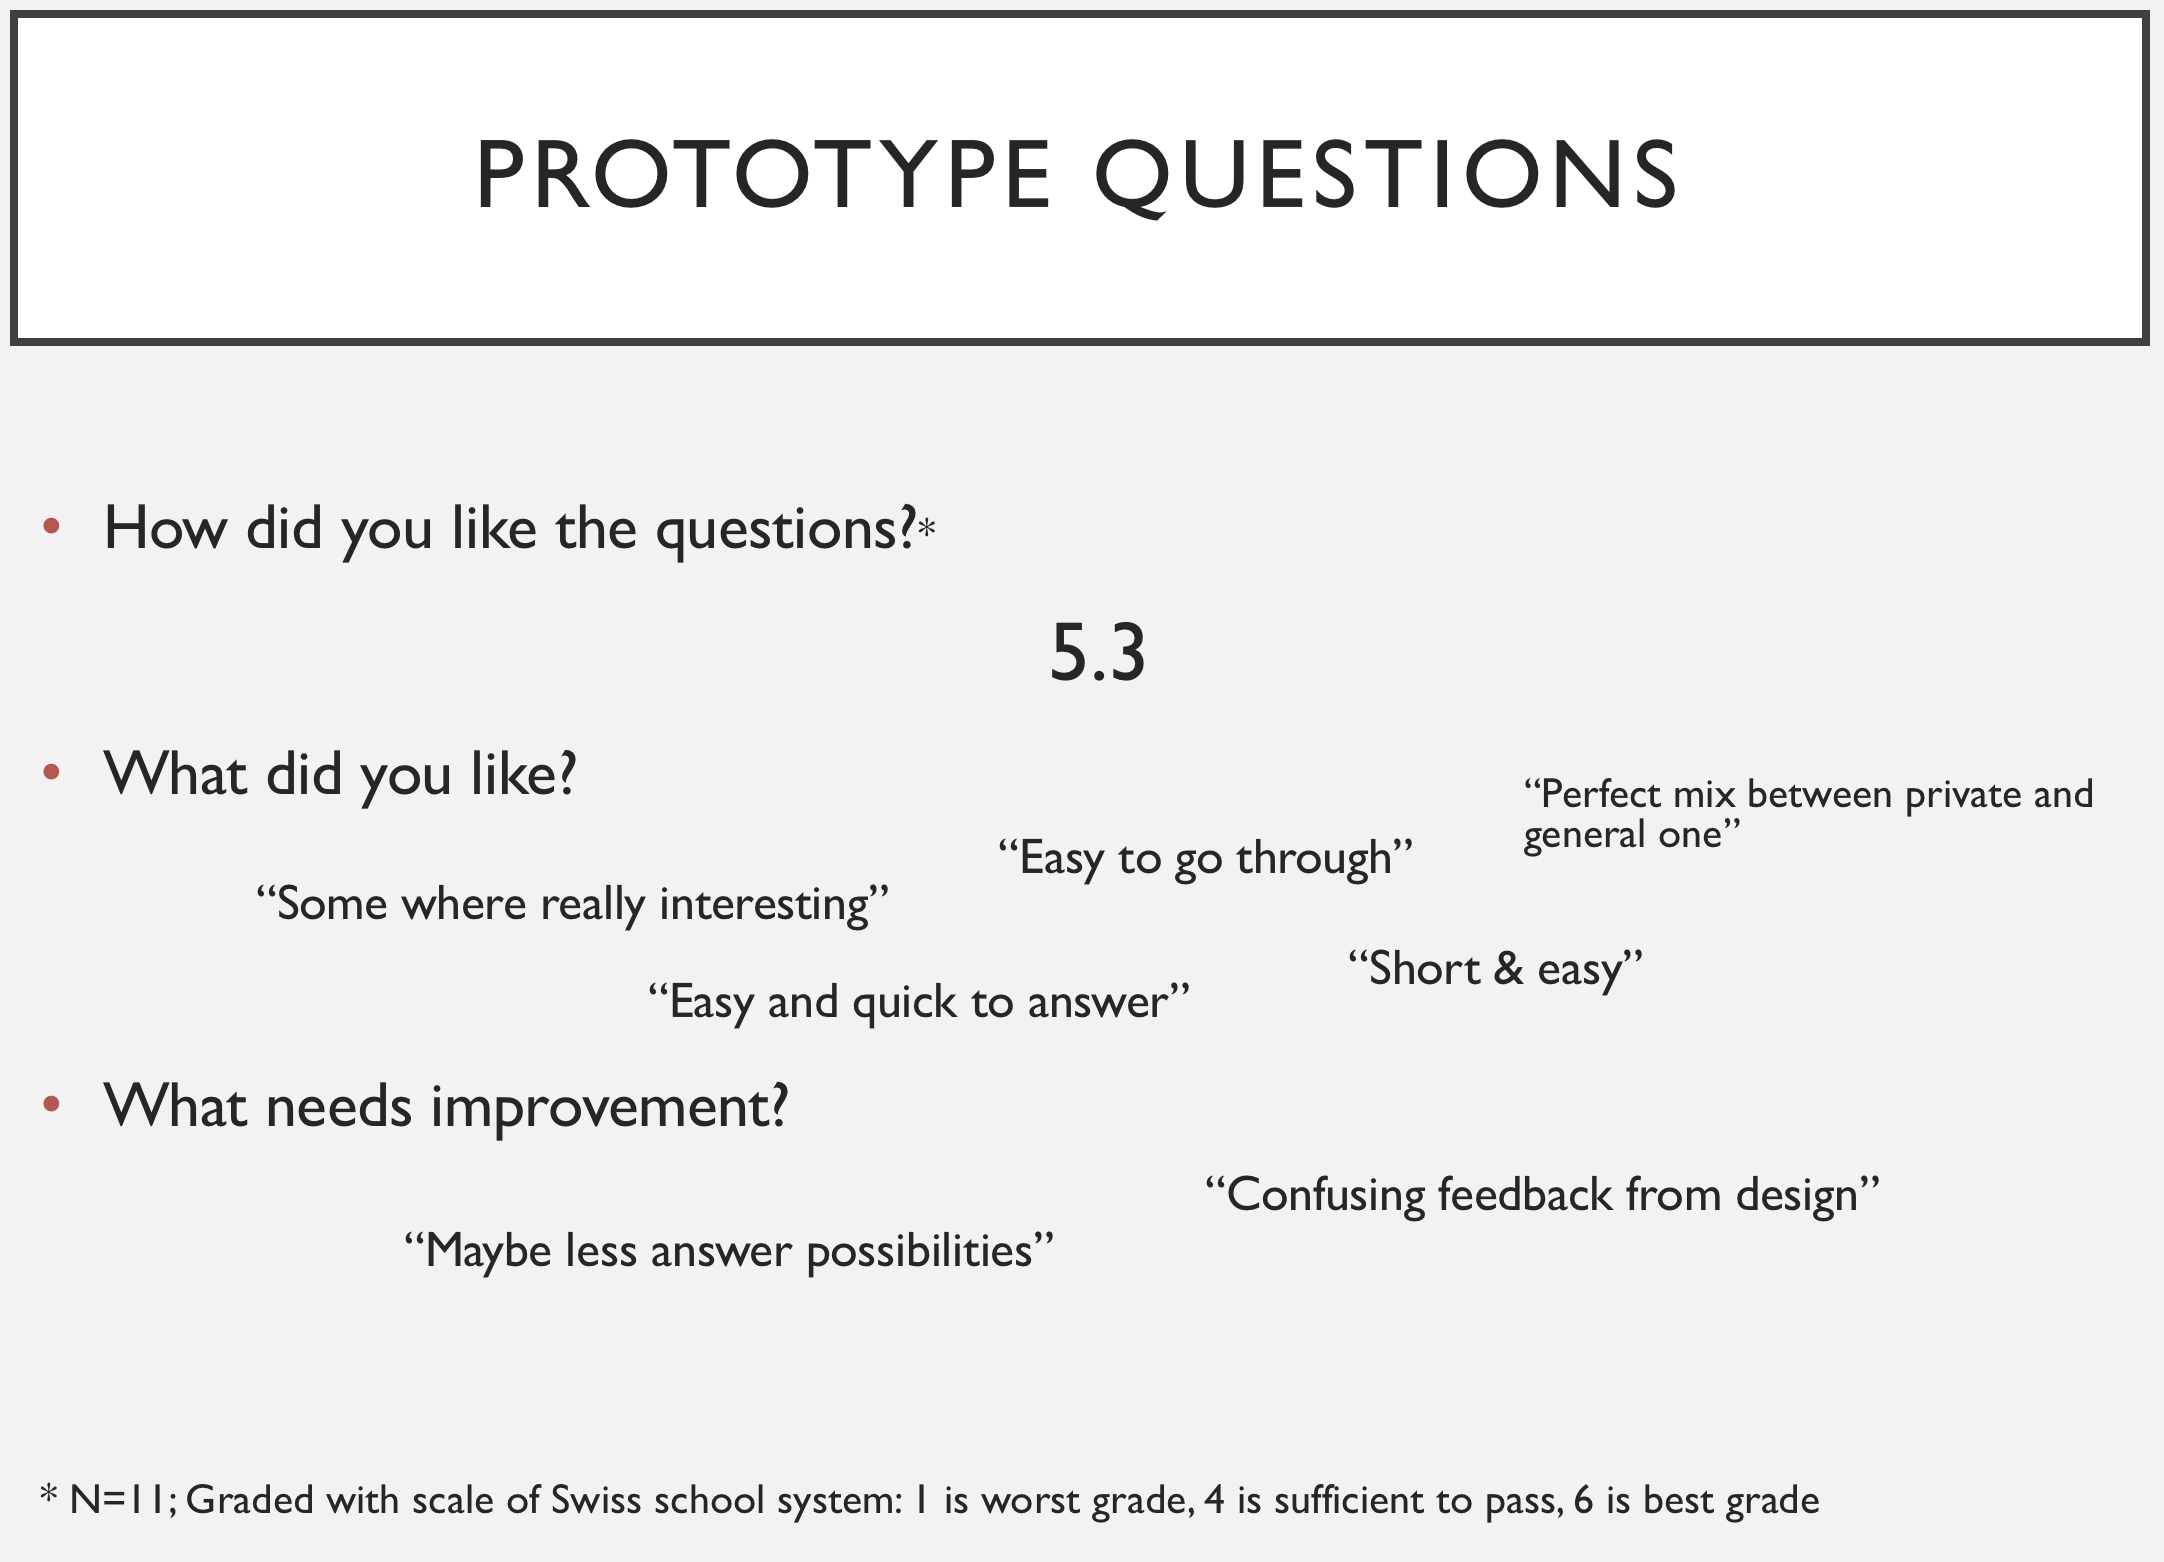 PROTOTYPE QUESTIONS
• How did you like the questions?*
5.3
• What did you like?
“Perfect mix between private and
general one”
“Easy to go through”
“Some where really interesting”
“Short & easy”
“Easy and quick to answer”
• What needs improvement?
“Confusing feedback from design”
“Maybe less answer possibilities”
* N=11; Graded with scale of Swiss school system: 1 is worst grade, 4 is sufficient to pass, 6 is best grade